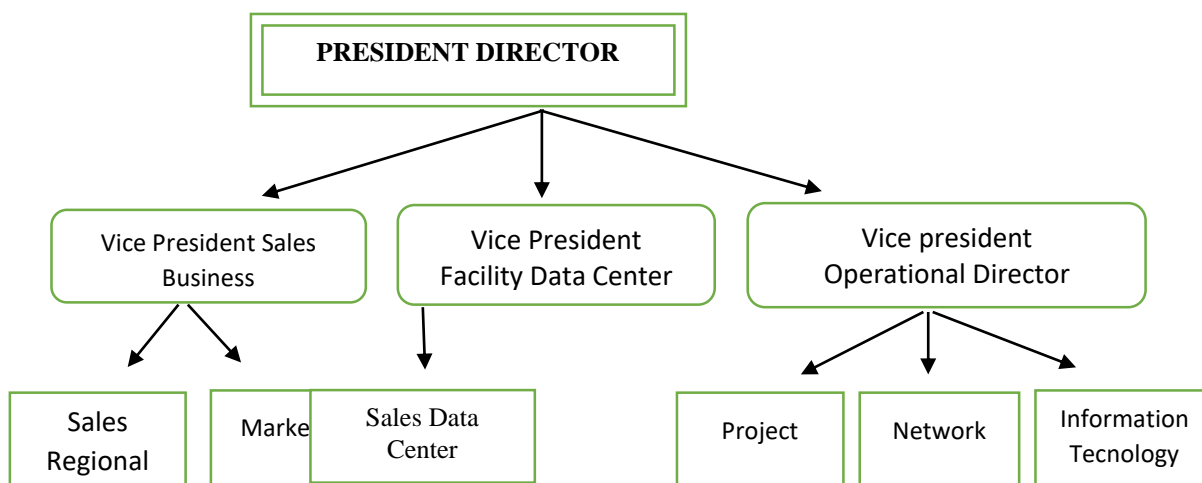 PRESIDENT DIRECTOR
Vice President Sales
Business
Vice President
Facility Data Center
Vice president
Operational Director
Sales
Regional
Sales Data
Center
Project
Network
Information
Tecnology